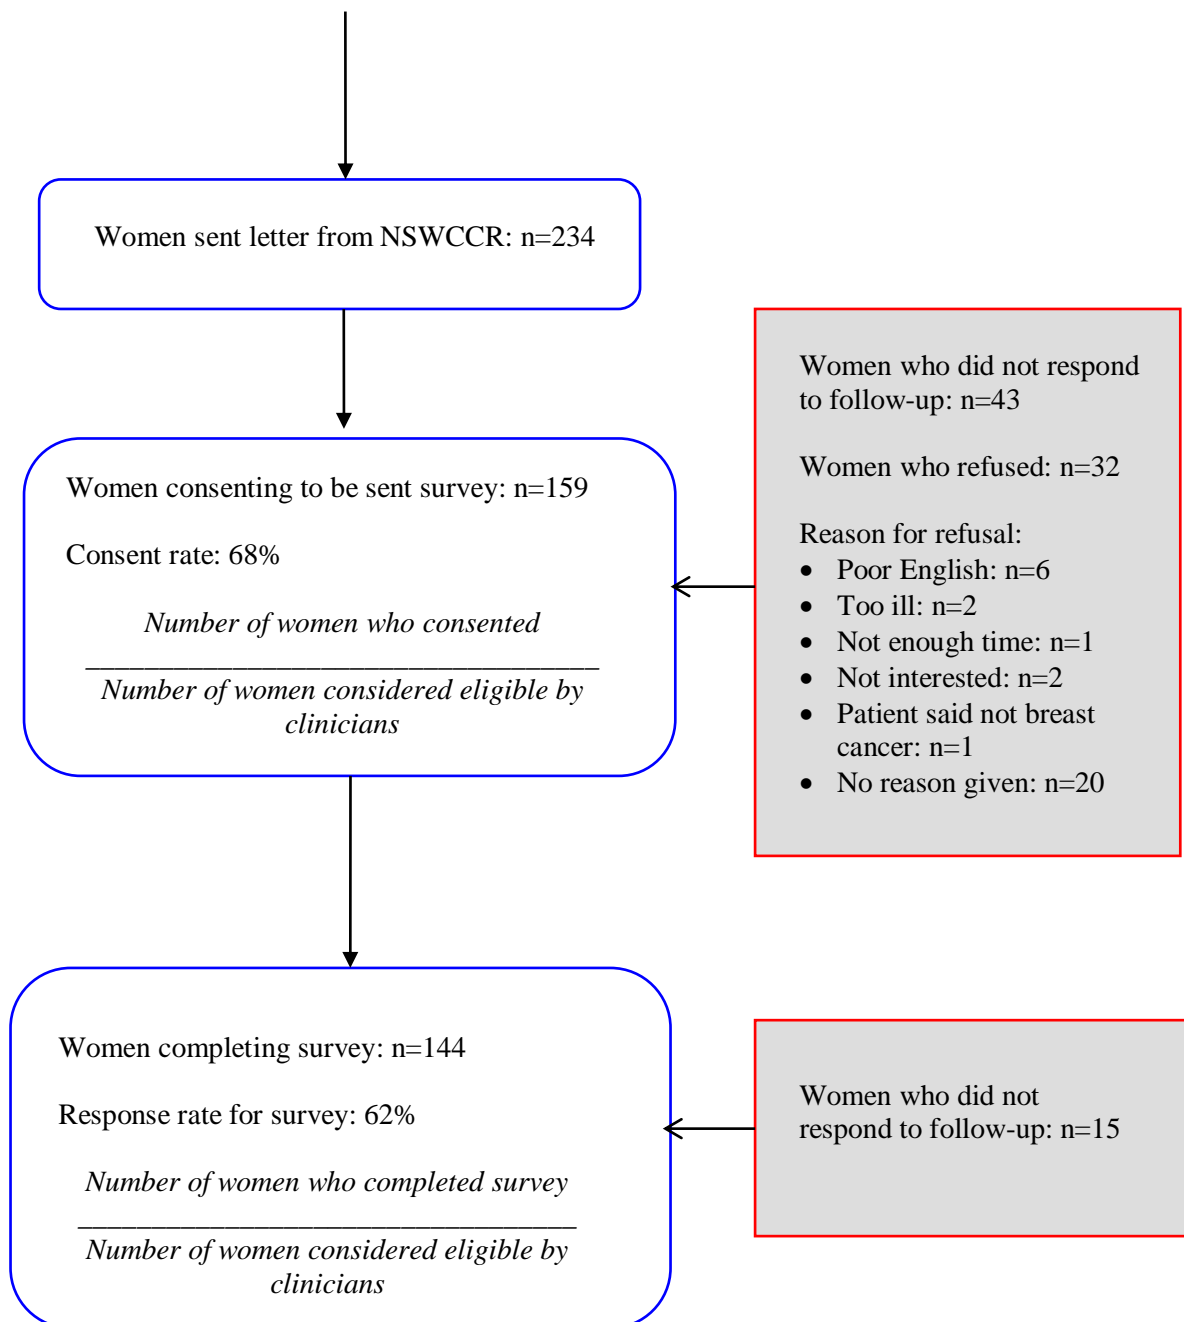 Women sent letter from NSWCCR: n=234
Women who did not respond
to follow-up: n=43
Women who refused: n=32
Reason for refusal:
• Poor English: n=6
• Too ill: n=2
• Not enough time: n=1
• Not interested: n=2
• Patient said not breast
cancer: n=1
• No reason given: n=20
Women consenting to be sent survey: n=159
Consent rate: 68%
Number of women who consented
Number of women considered eligible by
clinicians
Women completing survey: n=144
Response rate for survey: 62%
Number of women who completed survey
Number of women considered eligible by
clinicians
Women who did not
respond to follow-up: n=15